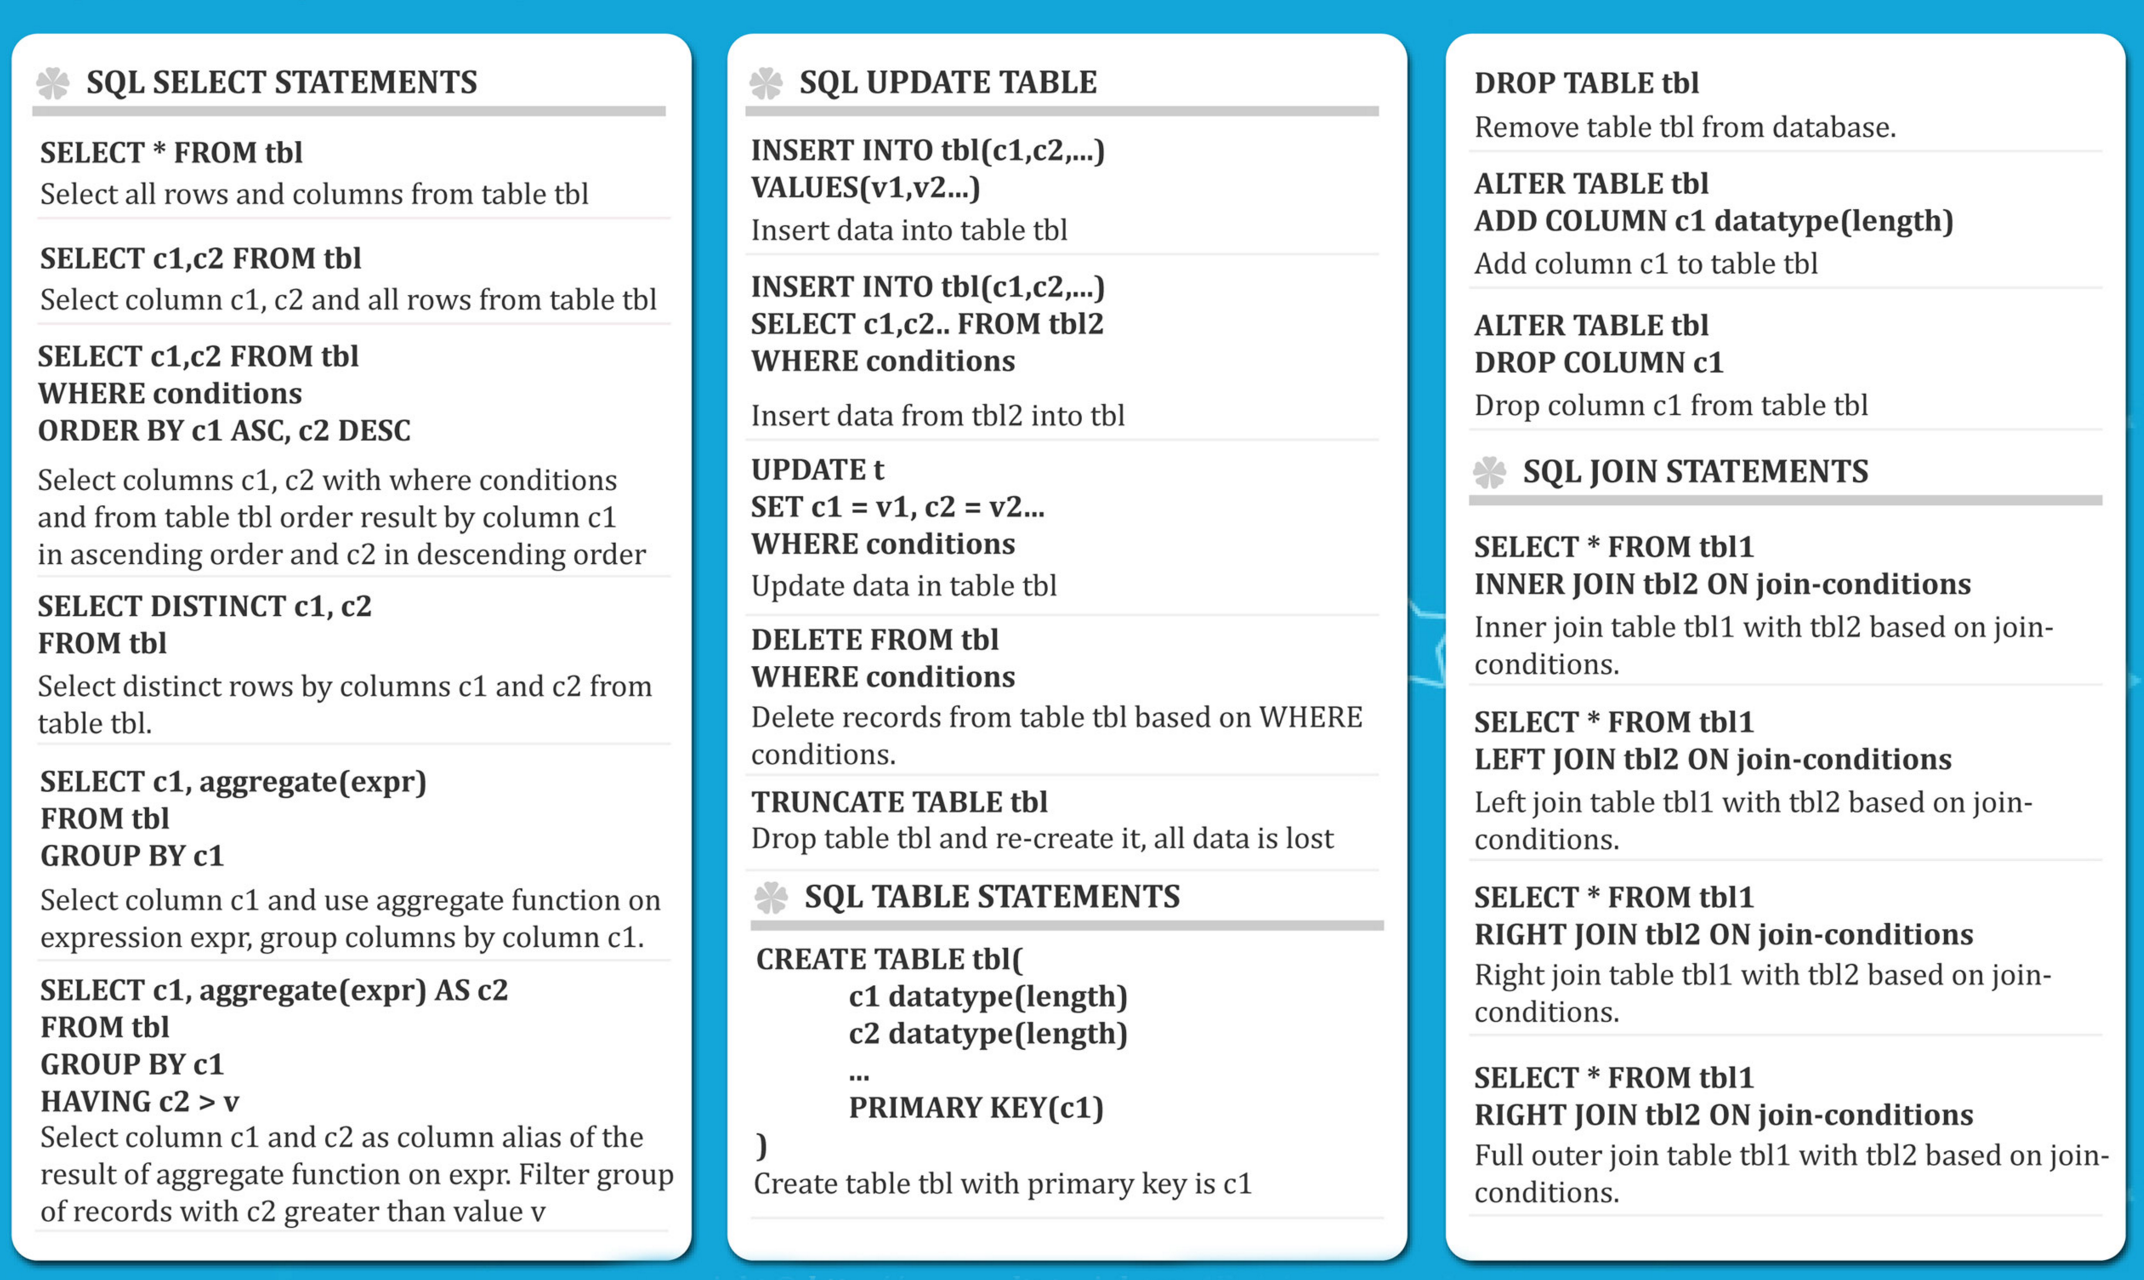 SQL SELECT STATEMENTS
SELECT * FROM tbl
Select all rows and columns from table tbl
SELECT c1,c2 FROM tbl
Select column c1, c2 and all rows from table tbl
SELECT c1,c2 FROM tbl
WHERE conditions
ORDER BY c1 ASC, c2 DESC
Select columns c1, c2 with where conditions
and from table tbl order result by column c1
in ascending order and c2 in descending order
SELECT DISTINCT c1, c2
FROM tbl
Select distinct rows by columns c1 and c2 from
table tbl.
SELECT c1, aggregate(expr)
FROM tbl
GROUP BY c1
Select column c1 and use aggregate function on
expression expr, group columns by column c1.
SELECT c1, aggregate(expr) AS c2
FROM tbl
GROUP BY c1
HAVING c2 > v
Select column c1 and c2 as column alias of the
result of aggregate function on expr. Filter group
of records with c2 greater than value v
SQL UPDATE TABLE
INSERT INTO tbl(c1,c2,...)
VALUES(v1,v2...)
Insert data into table tbl
INSERT INTO tbl(c1,c2,...)
SELECT c1,c2.. FROM tbl2
WHERE conditions
Insert data from tbl2 into tbl
UPDATE t
SET c1 = v1, c2 = v2...
WHERE conditions
Update data in table tbl
DELETE FROM tbl
WHERE conditions
Delete records from table tbl based on WHERE
conditions.
TRUNCATE TABLE tbl
Drop table tbl and re-create it, all data is lost
SQL TABLE STATEMENTS
CREATE TABLE tbl(
c1 datatype(length)
c2 datatype(length)
...
PRIMARY KEY(c1)
)
Create table tbl with primary key is c1
DROP TABLE tbl
Remove table tbl from database.
ALTER TABLE tbl
ADD COLUMN c1 datatype(length)
Add column c1 to table tbl
ALTER TABLE tbl
DROP COLUMN c1
Drop column c1 from table tbl
SQL JOIN STATEMENTS
SELECT * FROM tbl1
INNER JOIN tbl2 ON join-conditions
Inner join table tbl1 with tbl2 based on join-
conditions.
SELECT * FROM tbl1
LEFT JOIN tbl2 ON join-conditions
Left join table tbl1 with tbl2 based on join-
conditions.
SELECT * FROM tbl1
RIGHT JOIN tbl2 ON join-conditions
Right join table tbl1 with tbl2 based on join-
conditions.
SELECT * FROM tbl1
RIGHT JOIN tbl2 ON join-conditions
Full outer join table tbl1 with tbl2 based on join-
conditions.